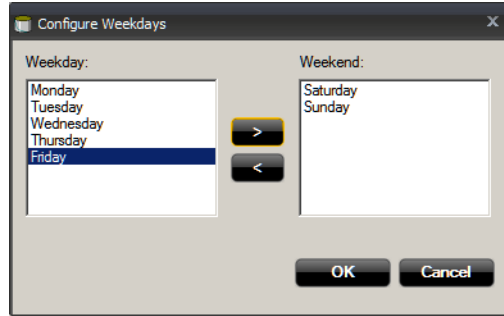 Configure Weekdays
x
Weekday:
Weekend:
Monday
Tuesday
Wednesday
Thursday
Friday
Saturday
Sunday
>
<
OK
Cancel